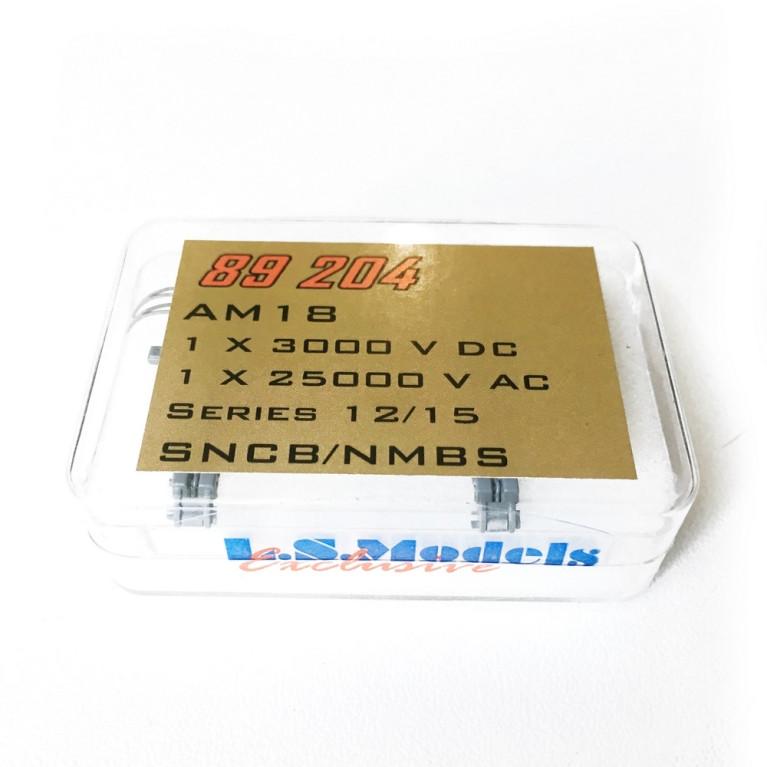 89 204
AM18
1 X 3000 V DC
1 X 25000 V AC
SERIES 12/15
SNCB/NMBS
L.S.Models
Exclusive